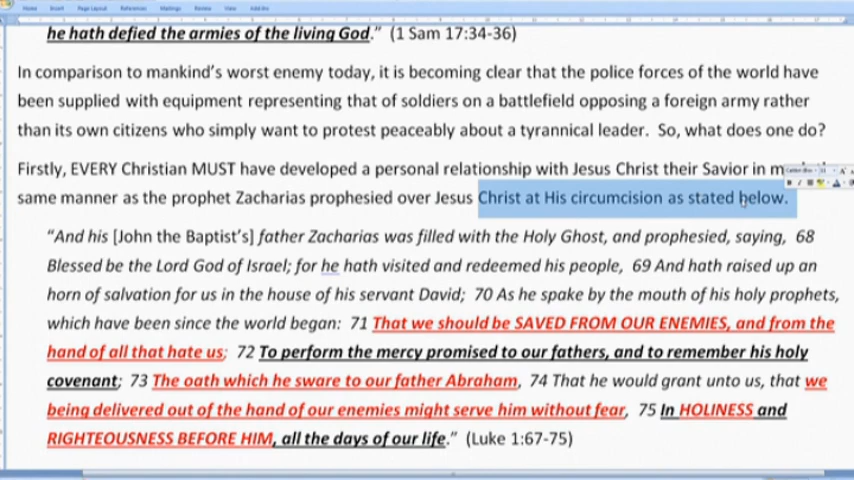 Home Insert Page Layout References Mailings Review View Add-Ins
he hath defied the armies of the living God.” (1 Sam 17:34-36)
In comparison to mankind’s worst enemy today, it is becoming clear that the police forces of the world have
been supplied with equipment representing that of soldiers on a battlefield opposing a foreign army rather
than its own citizens who simply want to protest peaceably about a tyrannical leader. So, what does one do?
Firstly, EVERY Christian MUST have developed a personal relationship with Jesus Christ their Savior in
same manner as the prophet Zacharias prophesied over Jesus Christ at His circumcision as stated below.
“And his [John the Baptist’s] father Zacharias was filled with the Holy Ghost, and prophesied, saying, 68
Blessed be the Lord God of Israel; for he hath visited and redeemed his people, 69 And hath raised up an
horn of salvation for us in the house of his servant David; 70 As he spake by the mouth of his holy prophets,
which have been since the world began: 71 That we should be SAVED FROM OUR ENEMIES, and from the
hand of all that hate us; 72 To perform the mercy promised to our fathers, and to remember his holy
covenant; 73 The oath which he sware to our father Abraham, 74 That he would grant unto us, that we
being delivered out of the hand of our enemies might serve him without fear, 75 In HOLINESS and
RIGHTEOUSNESS BEFORE HIM, all the days of our life.” (Luke 1:67-75)